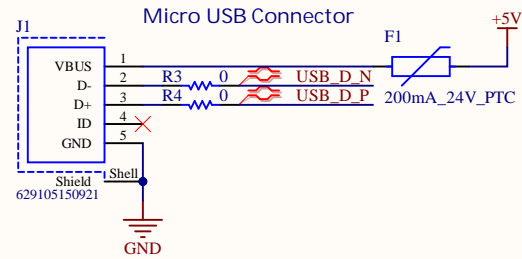 Micro USB Connector
J1
F1
+5V
VBUS 1
D- 2 R3 0 USB_D_N
D+ 3 R4 0 USB_D_P
200mA_24V_PTC
ID 4
GND 5
Shield Shell
629105150921
GND